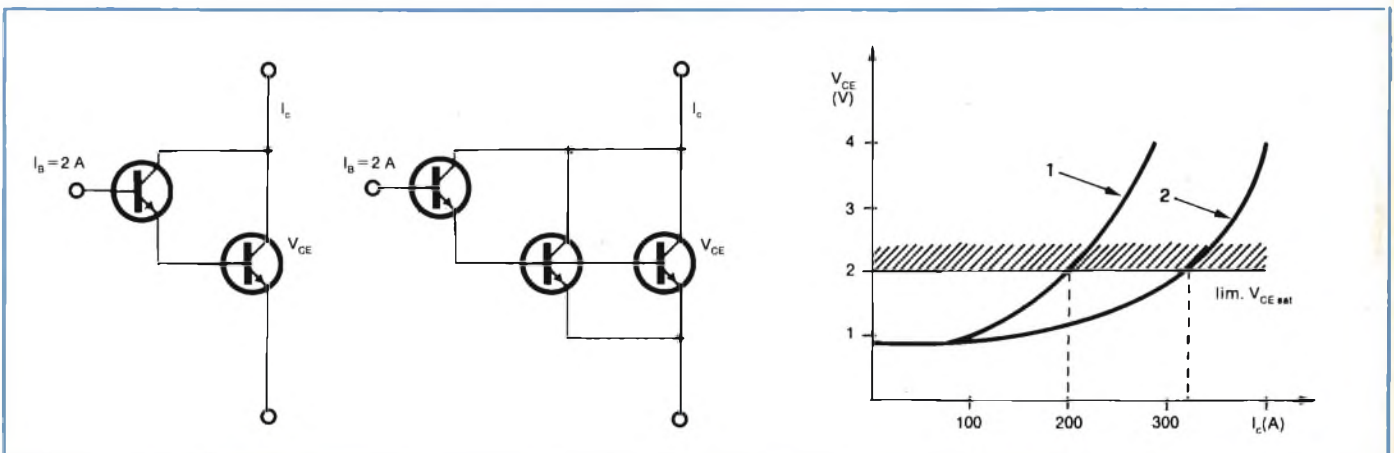 I_c
I_B = 2 A
V_CE
I_c
I_B = 2 A
V_CE
V_CE
(V)
4
3
2
1
1
2
lim. V_CE sat
100
200
300
I_c(A)